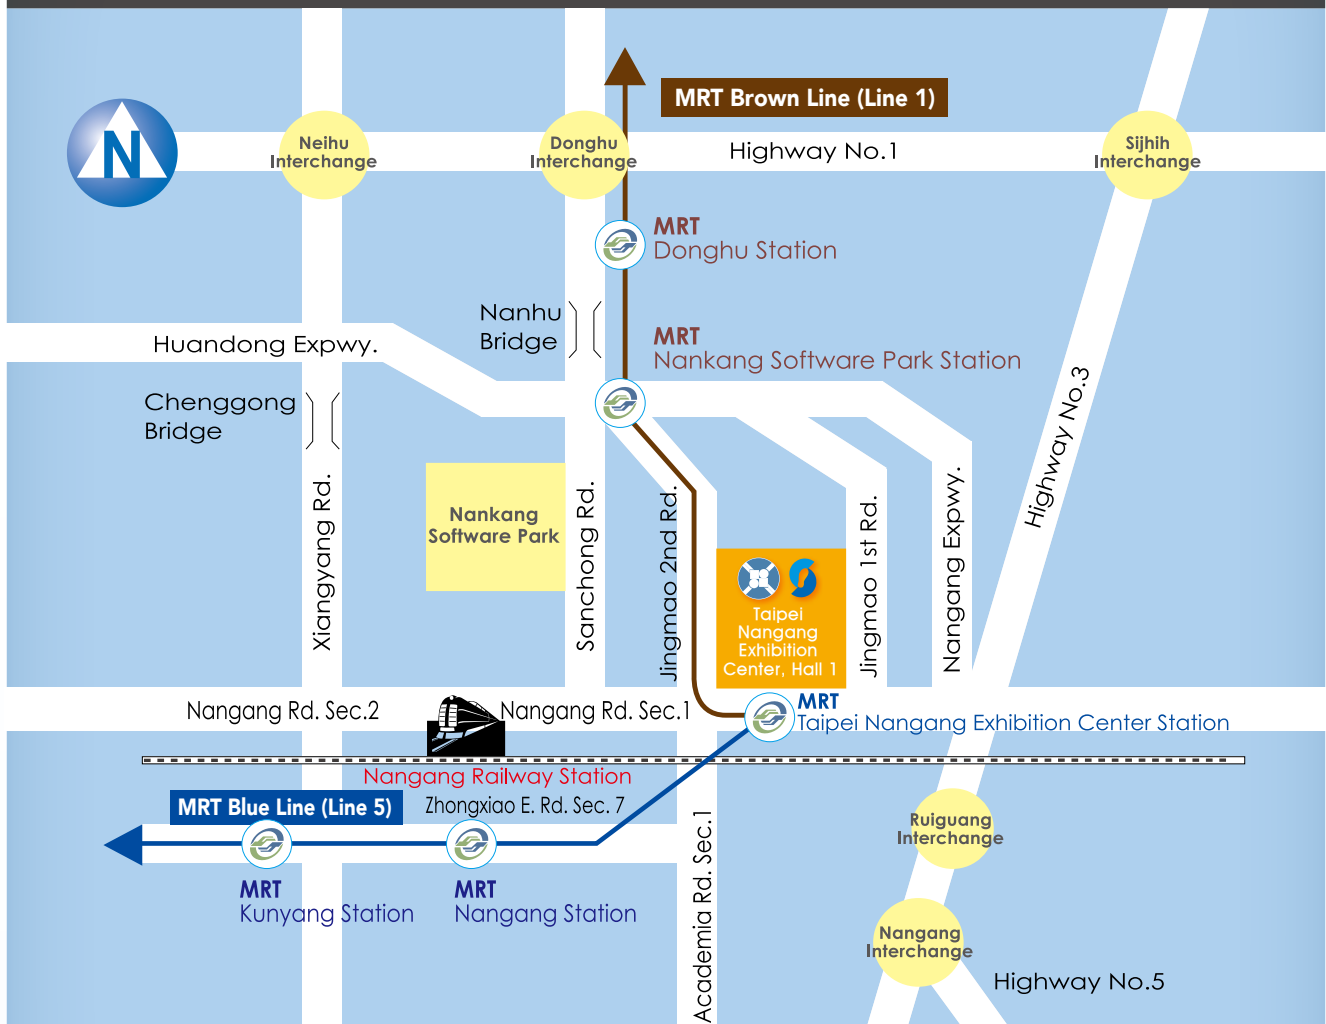 MRT Brown Line (Line 1)
N
Neihu
Interchange
Donghu
Interchange
Highway No.1
Sijhih
Interchange
MRT
Donghu Station
Nanhu
Bridge
Huandong Expwy.
MRT
Nankang Software Park Station
Chenggong
Bridge
Highway No.3
Xiangyang Rd.
Nankang
Software Park
Sanchong Rd.
Jingmao 2nd Rd.
Taipei
Nangang
Exhibition
Center, Hall 1
Jingmao 1st Rd.
Nangang Expwy.
Nangang Rd. Sec.2
Nangang Rd. Sec.1
MRT
Taipei Nangang Exhibition Center Station
Nangang Railway Station
MRT Blue Line (Line 5)
Zhongxiao E. Rd. Sec. 7
Ruiguang
Interchange
MRT
Kunyang Station
MRT
Nangang Station
Academia Rd. Sec.1
Nangang
Interchange
Highway No.5